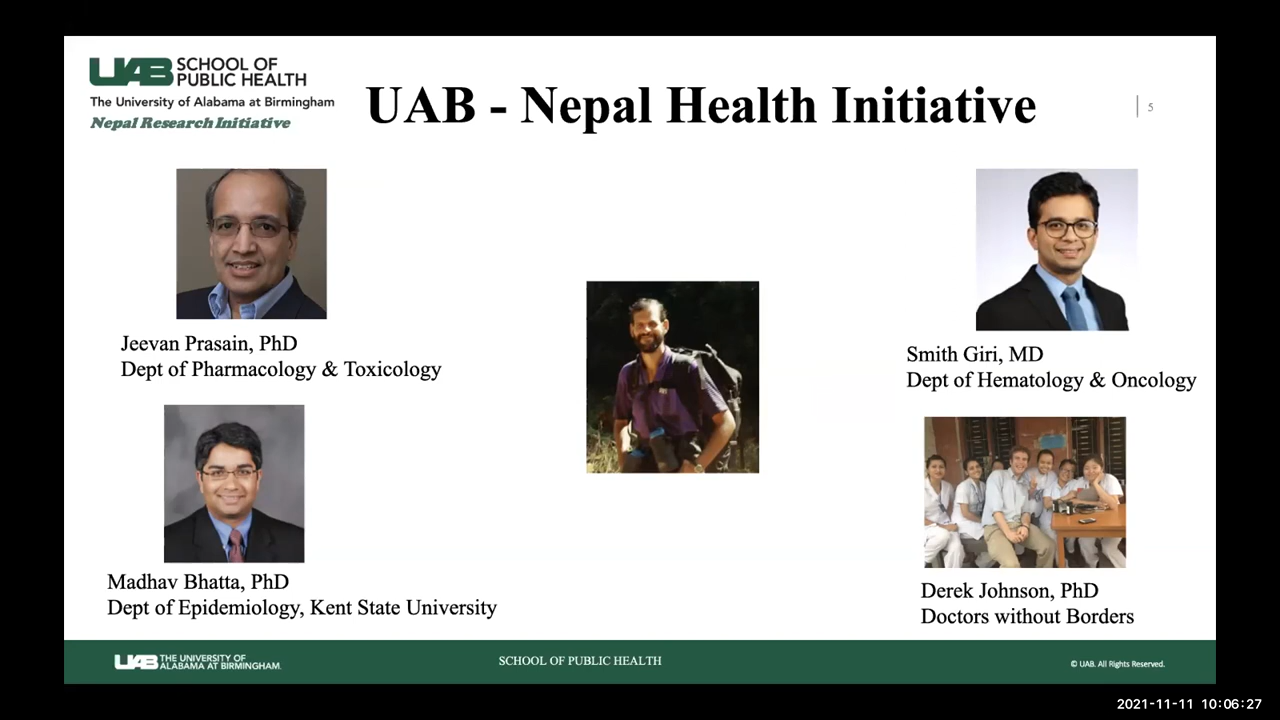 UAB SCHOOL OF
PUBLIC HEALTH
The University of Alabama at Birmingham
Nepal Research Initiative
UAB - Nepal Health Initiative
5
Jeevan Prasain, PhD
Dept of Pharmacology & Toxicology
Smith Giri, MD
Dept of Hematology & Oncology
Madhav Bhatta, PhD
Dept of Epidemiology, Kent State University
Derek Johnson, PhD
Doctors without Borders
UAB THE UNIVERSITY OF
ALABAMA AT BIRMINGHAM.
SCHOOL OF PUBLIC HEALTH
© UAB. All Rights Reserved.
2021-11-11 10:06:27